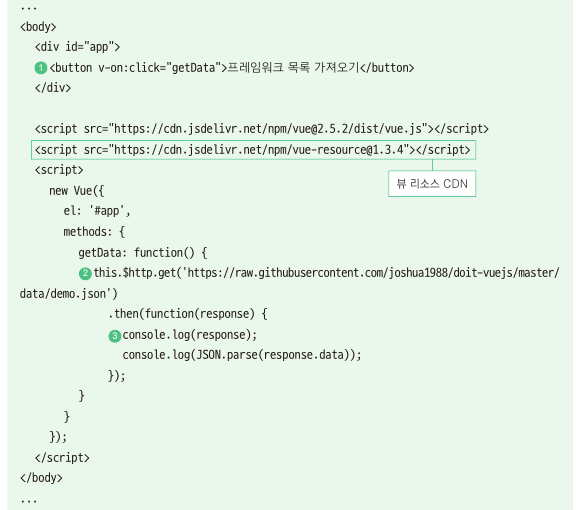 ...
<body>
  <div id="app">
  1 <button v-on:click="getData">프레임워크 목록 가져오기</button>
  </div>

  <script src="https://cdn.jsdelivr.net/npm/vue@2.5.2/dist/vue.js"></script>
  <script src="https://cdn.jsdelivr.net/npm/vue-resource@1.3.4"></script>
  <script>
뷰 리소스 CDN
    new Vue({
      el: '#app',
      methods: {
        getData: function() {
        2 this.$http.get('https://raw.githubusercontent.com/joshua1988/doit-vuejs/master/
data/demo.json')
            .then(function(response) {
            3 console.log(response);
              console.log(JSON.parse(response.data));
            });
        }
      }
    });
  </script>
</body>
...